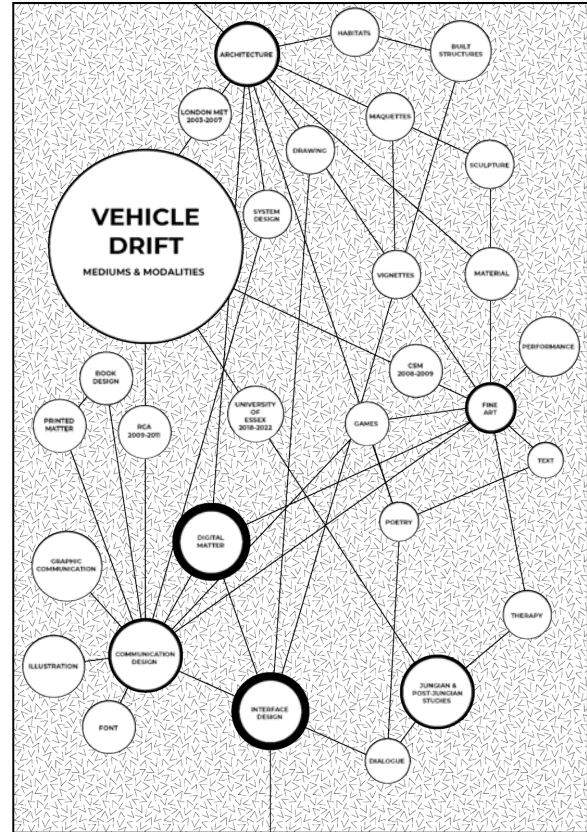 ARCHITECTURE
HABITATS
BUILT
STRUCTURES
LONDON MET
2003-2007
MAQUETTES
DRAWING
SCULPTURE
VEHICLE
DRIFT
MEDIUMS & MODALITIES
SYSTEM
DESIGN
VIGNETTES
MATERIAL
PERFORMANCE
BOOK
DESIGN
CSM
2008-2009
PRINTED
MATTER
RCA
2009-2011
UNIVERSITY
OF
ESSEX
2018-2022
GAMES
FINE
ART
TEXT
POETRY
DIGITAL
MATTER
GRAPHIC
COMMUNICATION
THERAPY
ILLUSTRATION
COMMUNICATION
DESIGN
JUNGIAN &
POST-JUNGIAN
STUDIES
INTERFACE
DESIGN
FONT
DIALOGUE